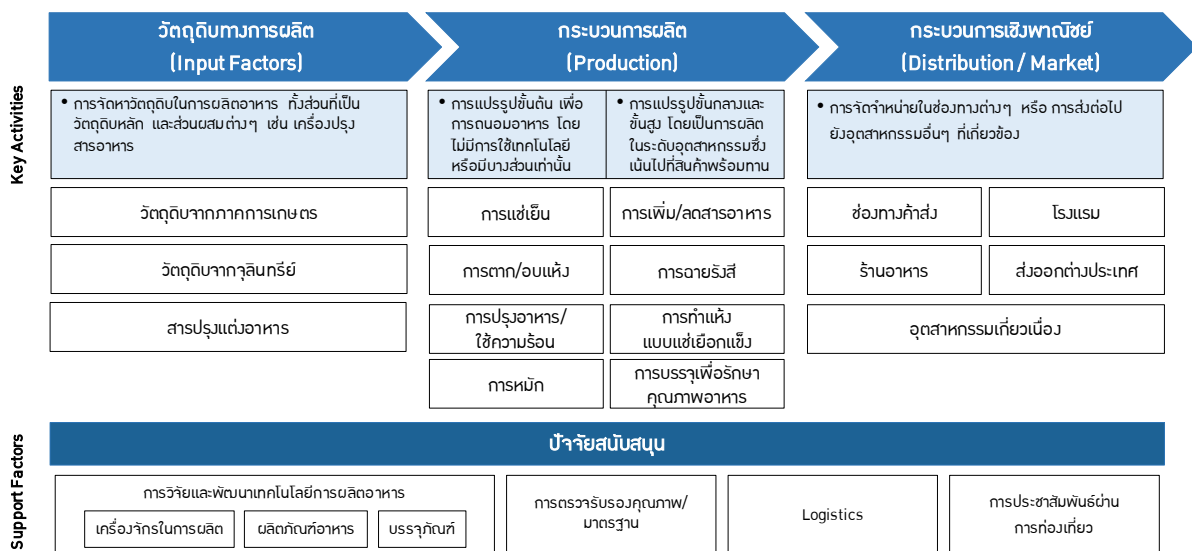 Key Activities
วัตถุดิบทางการผลิต
(Input Factors)
กระบวนการผลิต
(Production)
กระบวนการเชิงพาณิชย์
(Distribution / Market)
• การจัดหาวัตถุดิบในการผลิตอาหาร ทั้งส่วนที่เป็น
วัตถุดิบหลัก และส่วนผสมต่างๆ เช่น เครื่องปรุง
สารอาหาร
• การแปรรูปขั้นต้น เพื่อ
การถนอมอาหาร โดย
ไม่มีการใช้เทคโนโลยี
หรือมีบางส่วนเท่านั้น
• การแปรรูปขั้นกลางและ
ขั้นสูง โดยเป็นการผลิต
ในระดับอุตสาหกรรมซึ่ง
เน้นไปที่สินค้าพร้อมทาน
• การจัดจำหน่ายในช่องทางต่างๆ หรือ การส่งต่อไป
ยังอุตสาหกรรมอื่นๆ ที่เกี่ยวข้อง
วัตถุดิบจากภาคการเกษตร
การแช่เย็น
การเพิ่ม/ลดสารอาหาร
ช่องทางค้าส่ง
โรงแรม
วัตถุดิบจากจุลินทรีย์
การตาก/อบแห้ง
การฉายรังสี
ร้านอาหาร
ส่งออกต่างประเทศ
สารปรุงแต่งอาหาร
การปรุงอาหาร/
ใช้ความร้อน
การทำแห้ง
แบบแช่เยือกแข็ง
อุตสาหกรรมเกี่ยวเนื่อง
การหมัก
การบรรจุเพื่อรักษา
คุณภาพอาหาร
Support Factors
ปัจจัยสนับสนุน
การวิจัยและพัฒนาเทคโนโลยีการผลิตอาหาร
เครื่องจักรในการผลิต
ผลิตภัณฑ์อาหาร
บรรจุภัณฑ์
การตรวจรับรองคุณภาพ/
มาตรฐาน
Logistics
การประชาสัมพันธ์ผ่าน
การท่องเที่ยว